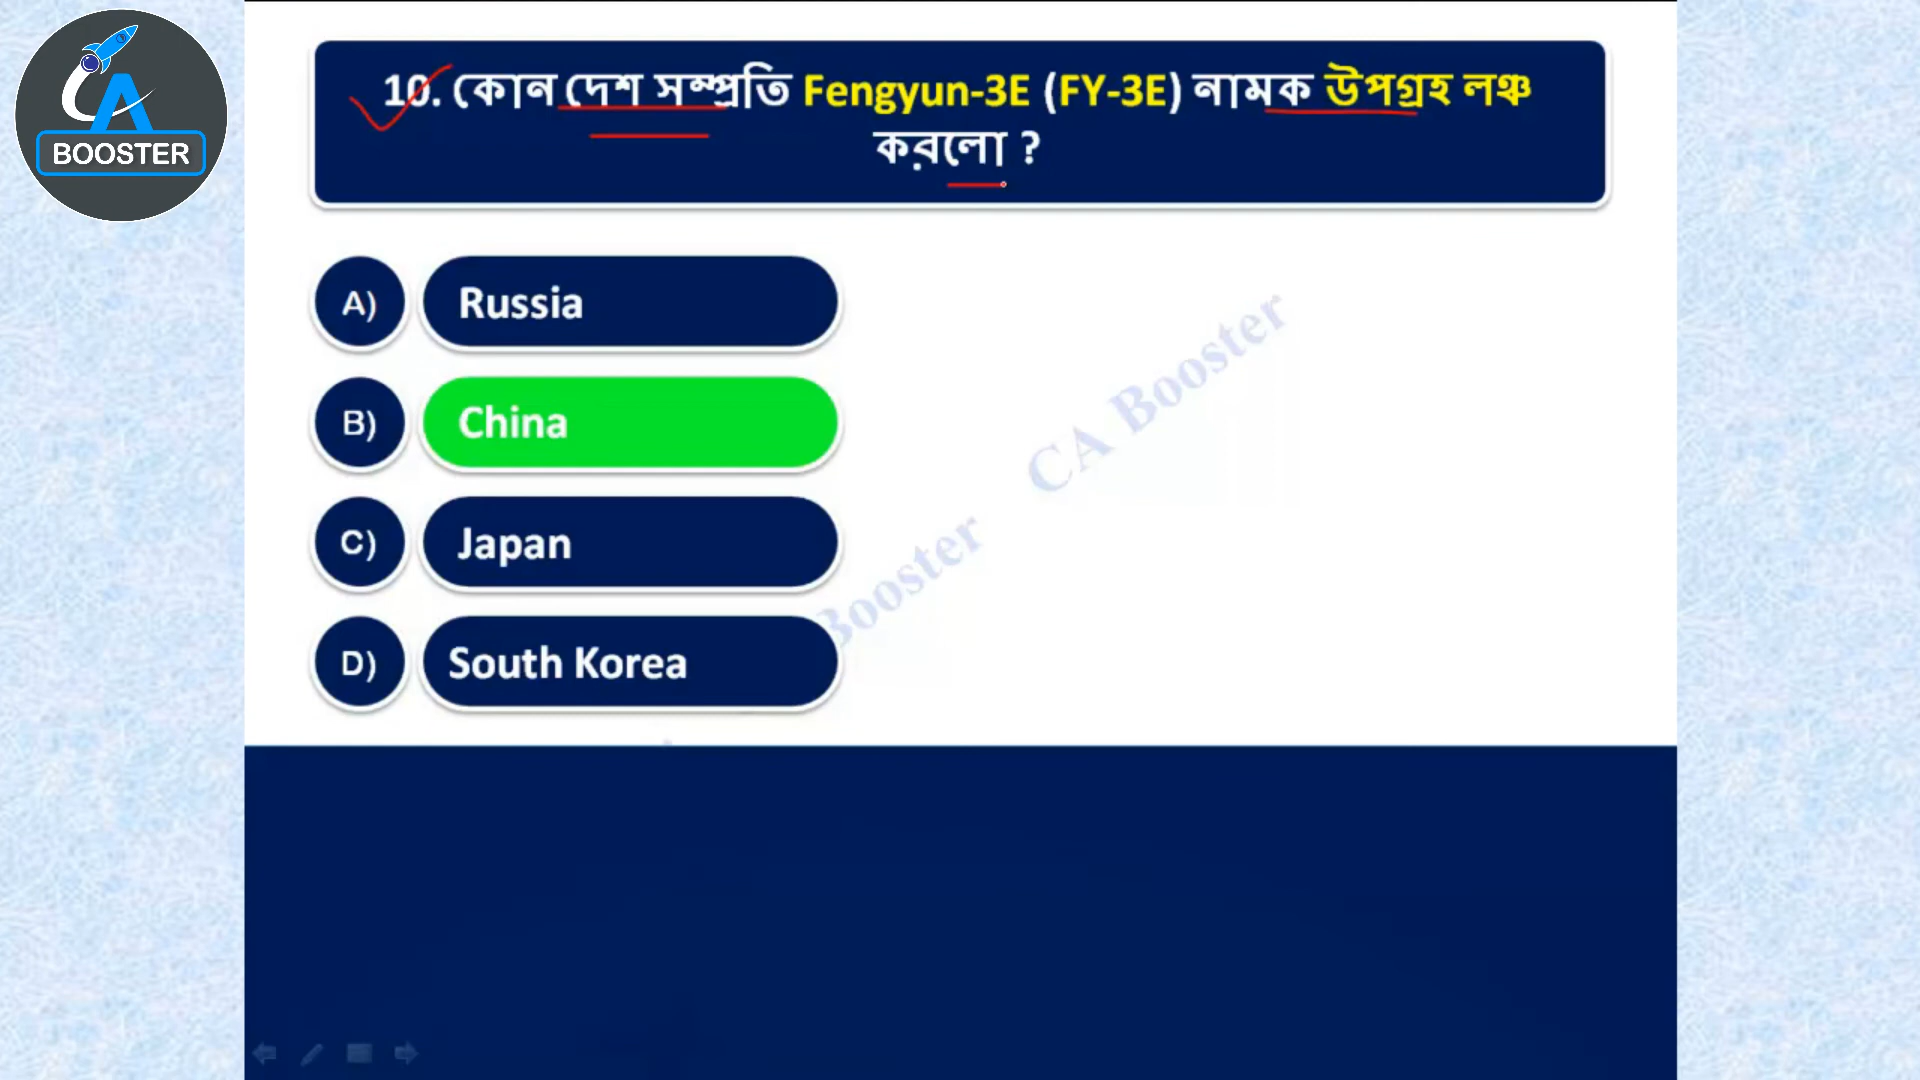 BOOSTER
10. কোন দেশ সম্প্রতি Fengyun-3E (FY-3E) নামক উপগ্রহ লঞ্চ
করলো ?
A) Russia
B) China
C) Japan
D) South Korea
CA Booster
Booster